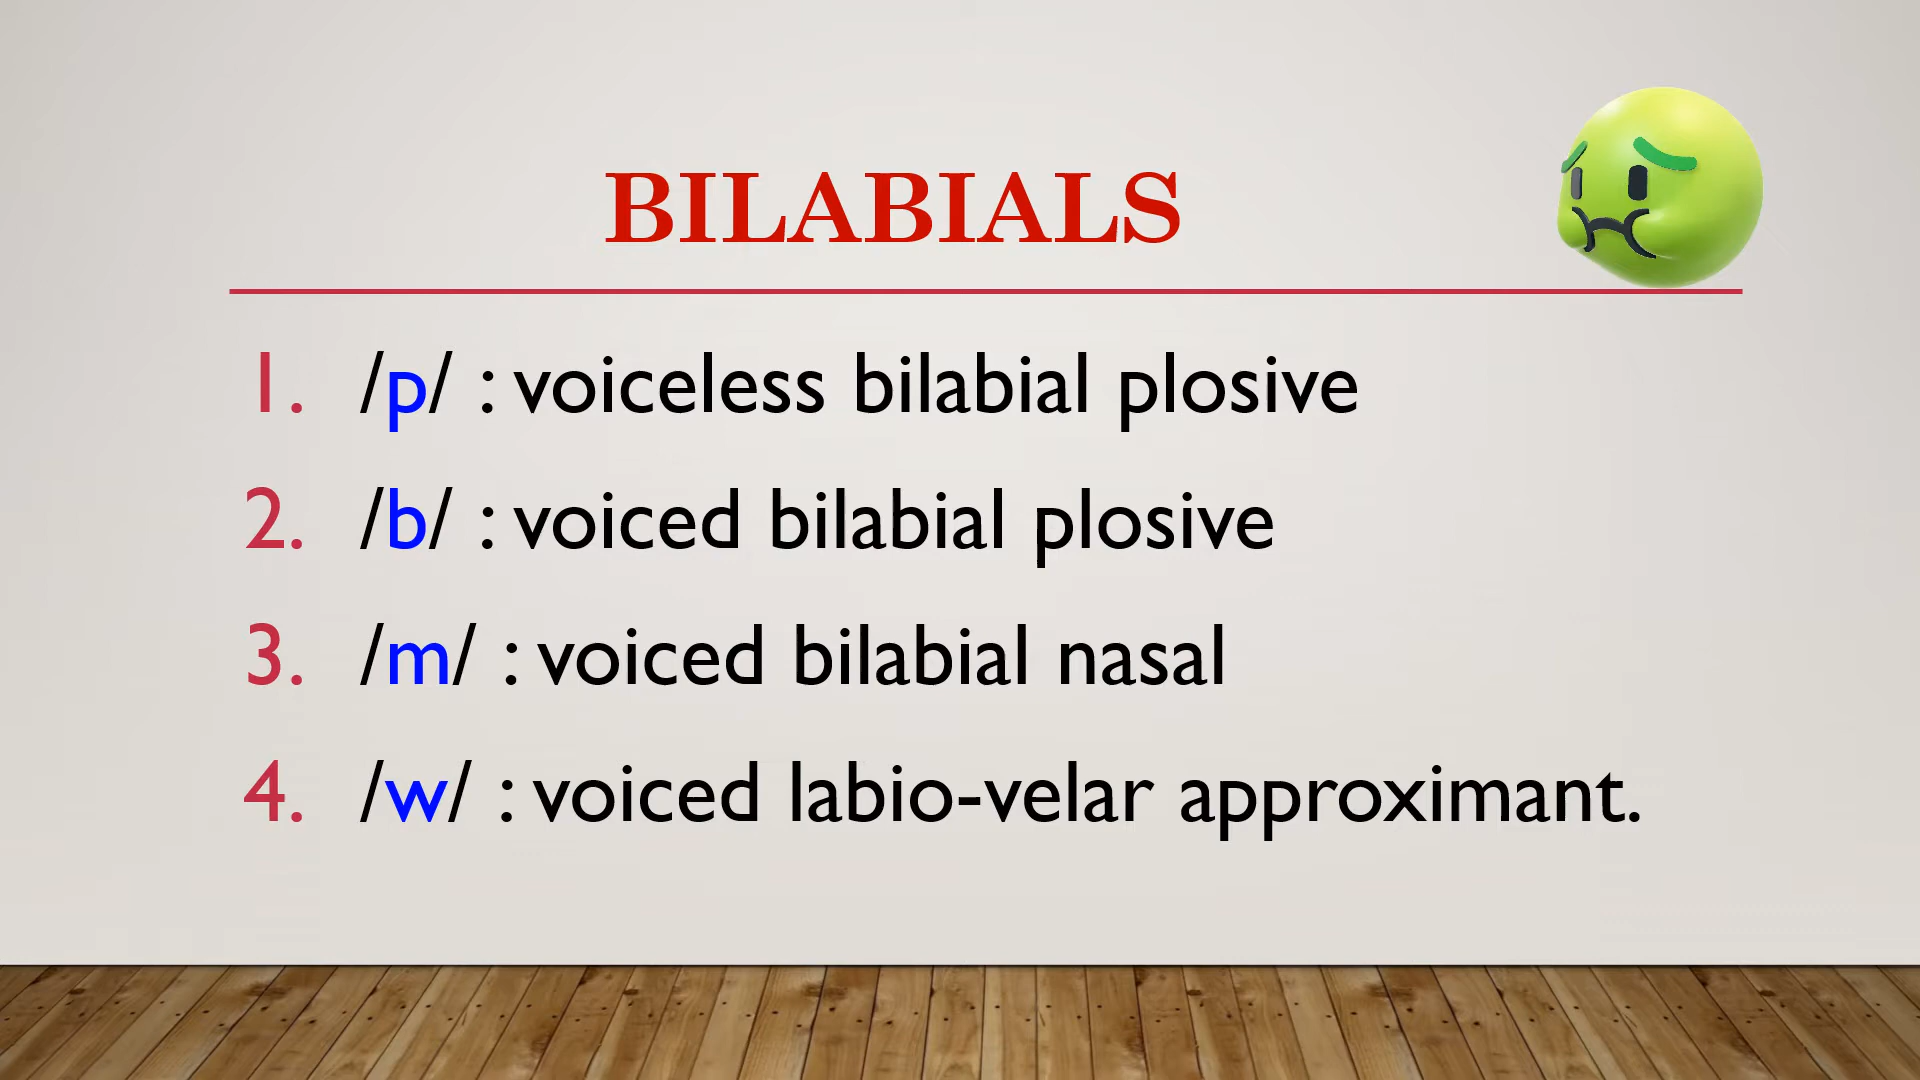 BILABIALS
1. /p/ : voiceless bilabial plosive
2. /b/ : voiced bilabial plosive
3. /m/ : voiced bilabial nasal
4. /w/ : voiced labio-velar approximant.